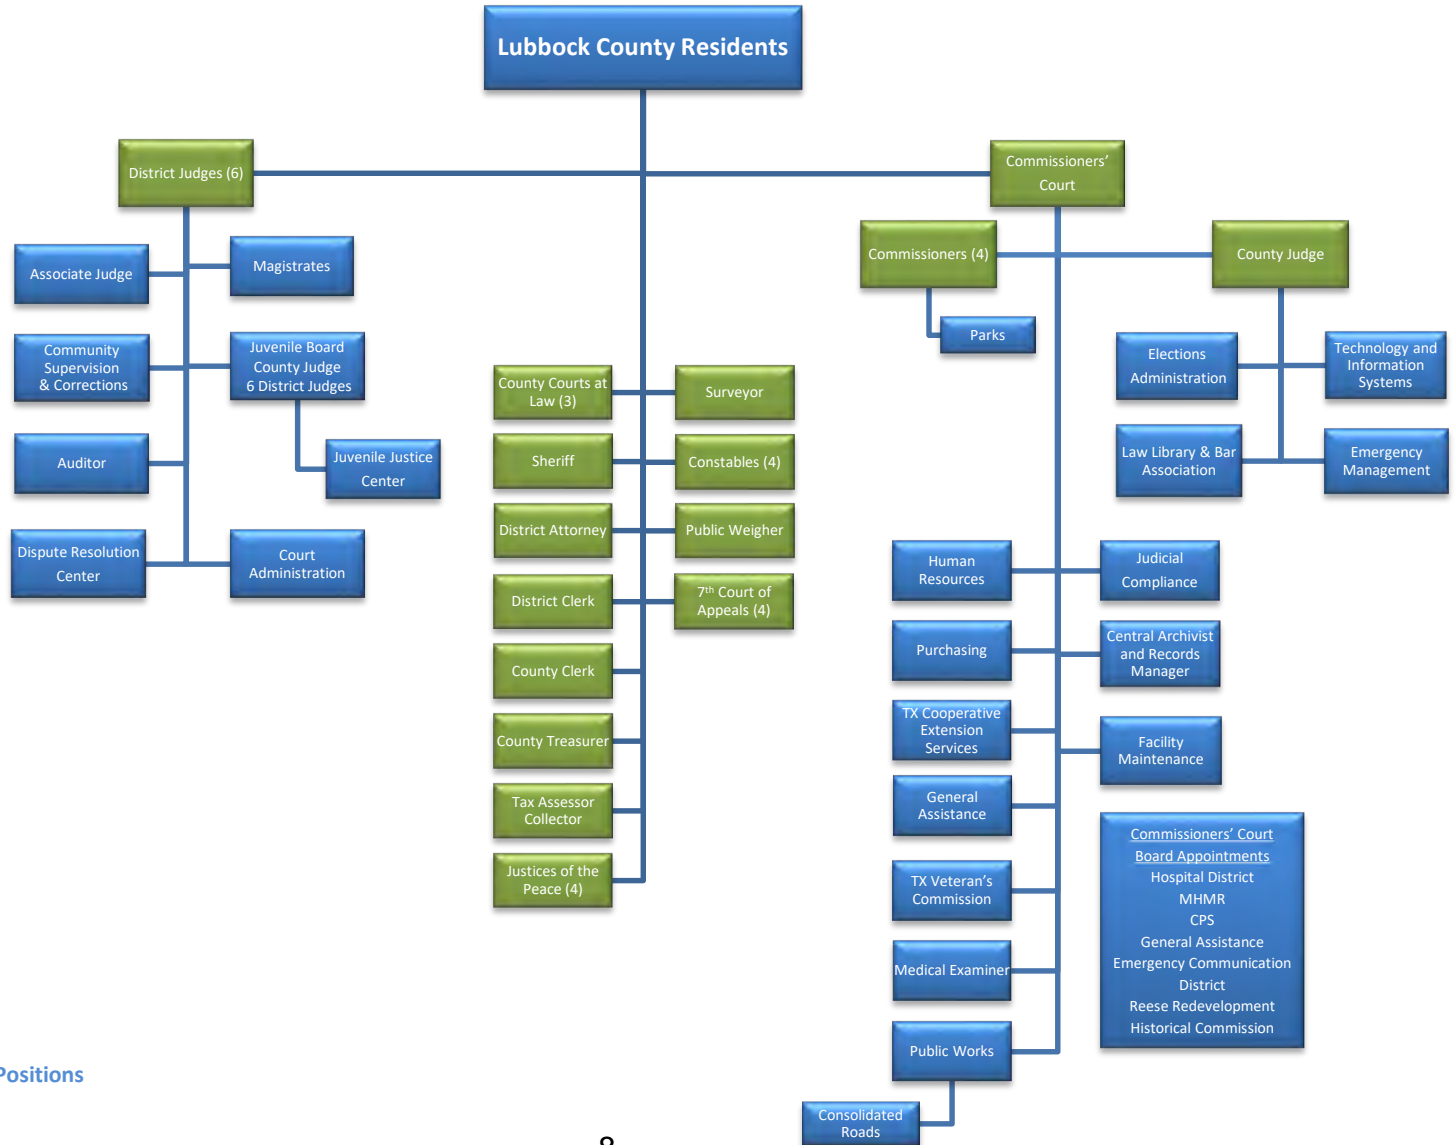 Lubbock County Residents
District Judges (6)
Commissioners'
Court
Associate Judge
Magistrates
Community
Supervision
& Corrections
Juvenile Board
County Judge
6 District Judges
Auditor
Juvenile Justice
Center
Dispute Resolution
Center
Court
Administration
County Courts at
Law (3)
Surveyor
Sheriff
Constables (4)
District Attorney
Public Weigher
District Clerk
7th Court of
Appeals (4)
County Clerk
County Treasurer
Tax Assessor
Collector
Justices of the
Peace (4)
Commissioners (4)
County Judge
Parks
Elections
Administration
Technology and
Information
Systems
Law Library & Bar
Association
Emergency
Management
Human
Resources
Judicial
Compliance
Purchasing
Central Archivist
and Records
Manager
TX Cooperative
Extension
Services
Facility
Maintenance
General
Assistance
TX Veteran's
Commission
Medical Examiner
Public Works
Consolidated
Roads
Commissioners' Court
Board Appointments
Hospital District
MHMR
CPS
General Assistance
Emergency Communication
District
Reese Redevelopment
Historical Commission
Positions